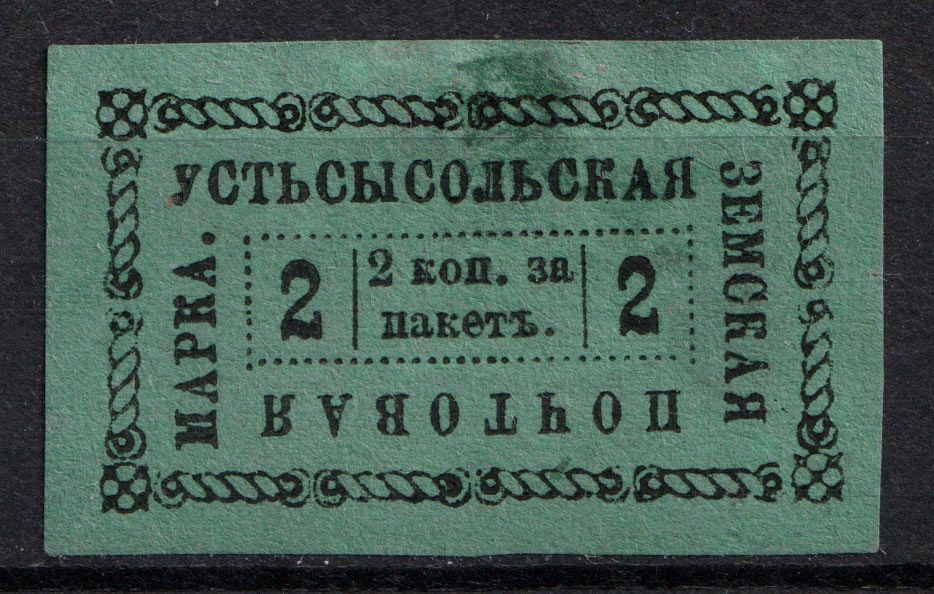 УСТЬСЫСОЛЬСКАЯ
ЗЕМСКАЯ
ПОЧТОВАЯ
МАРКА.
2
2 коп. за
пакетъ.
2